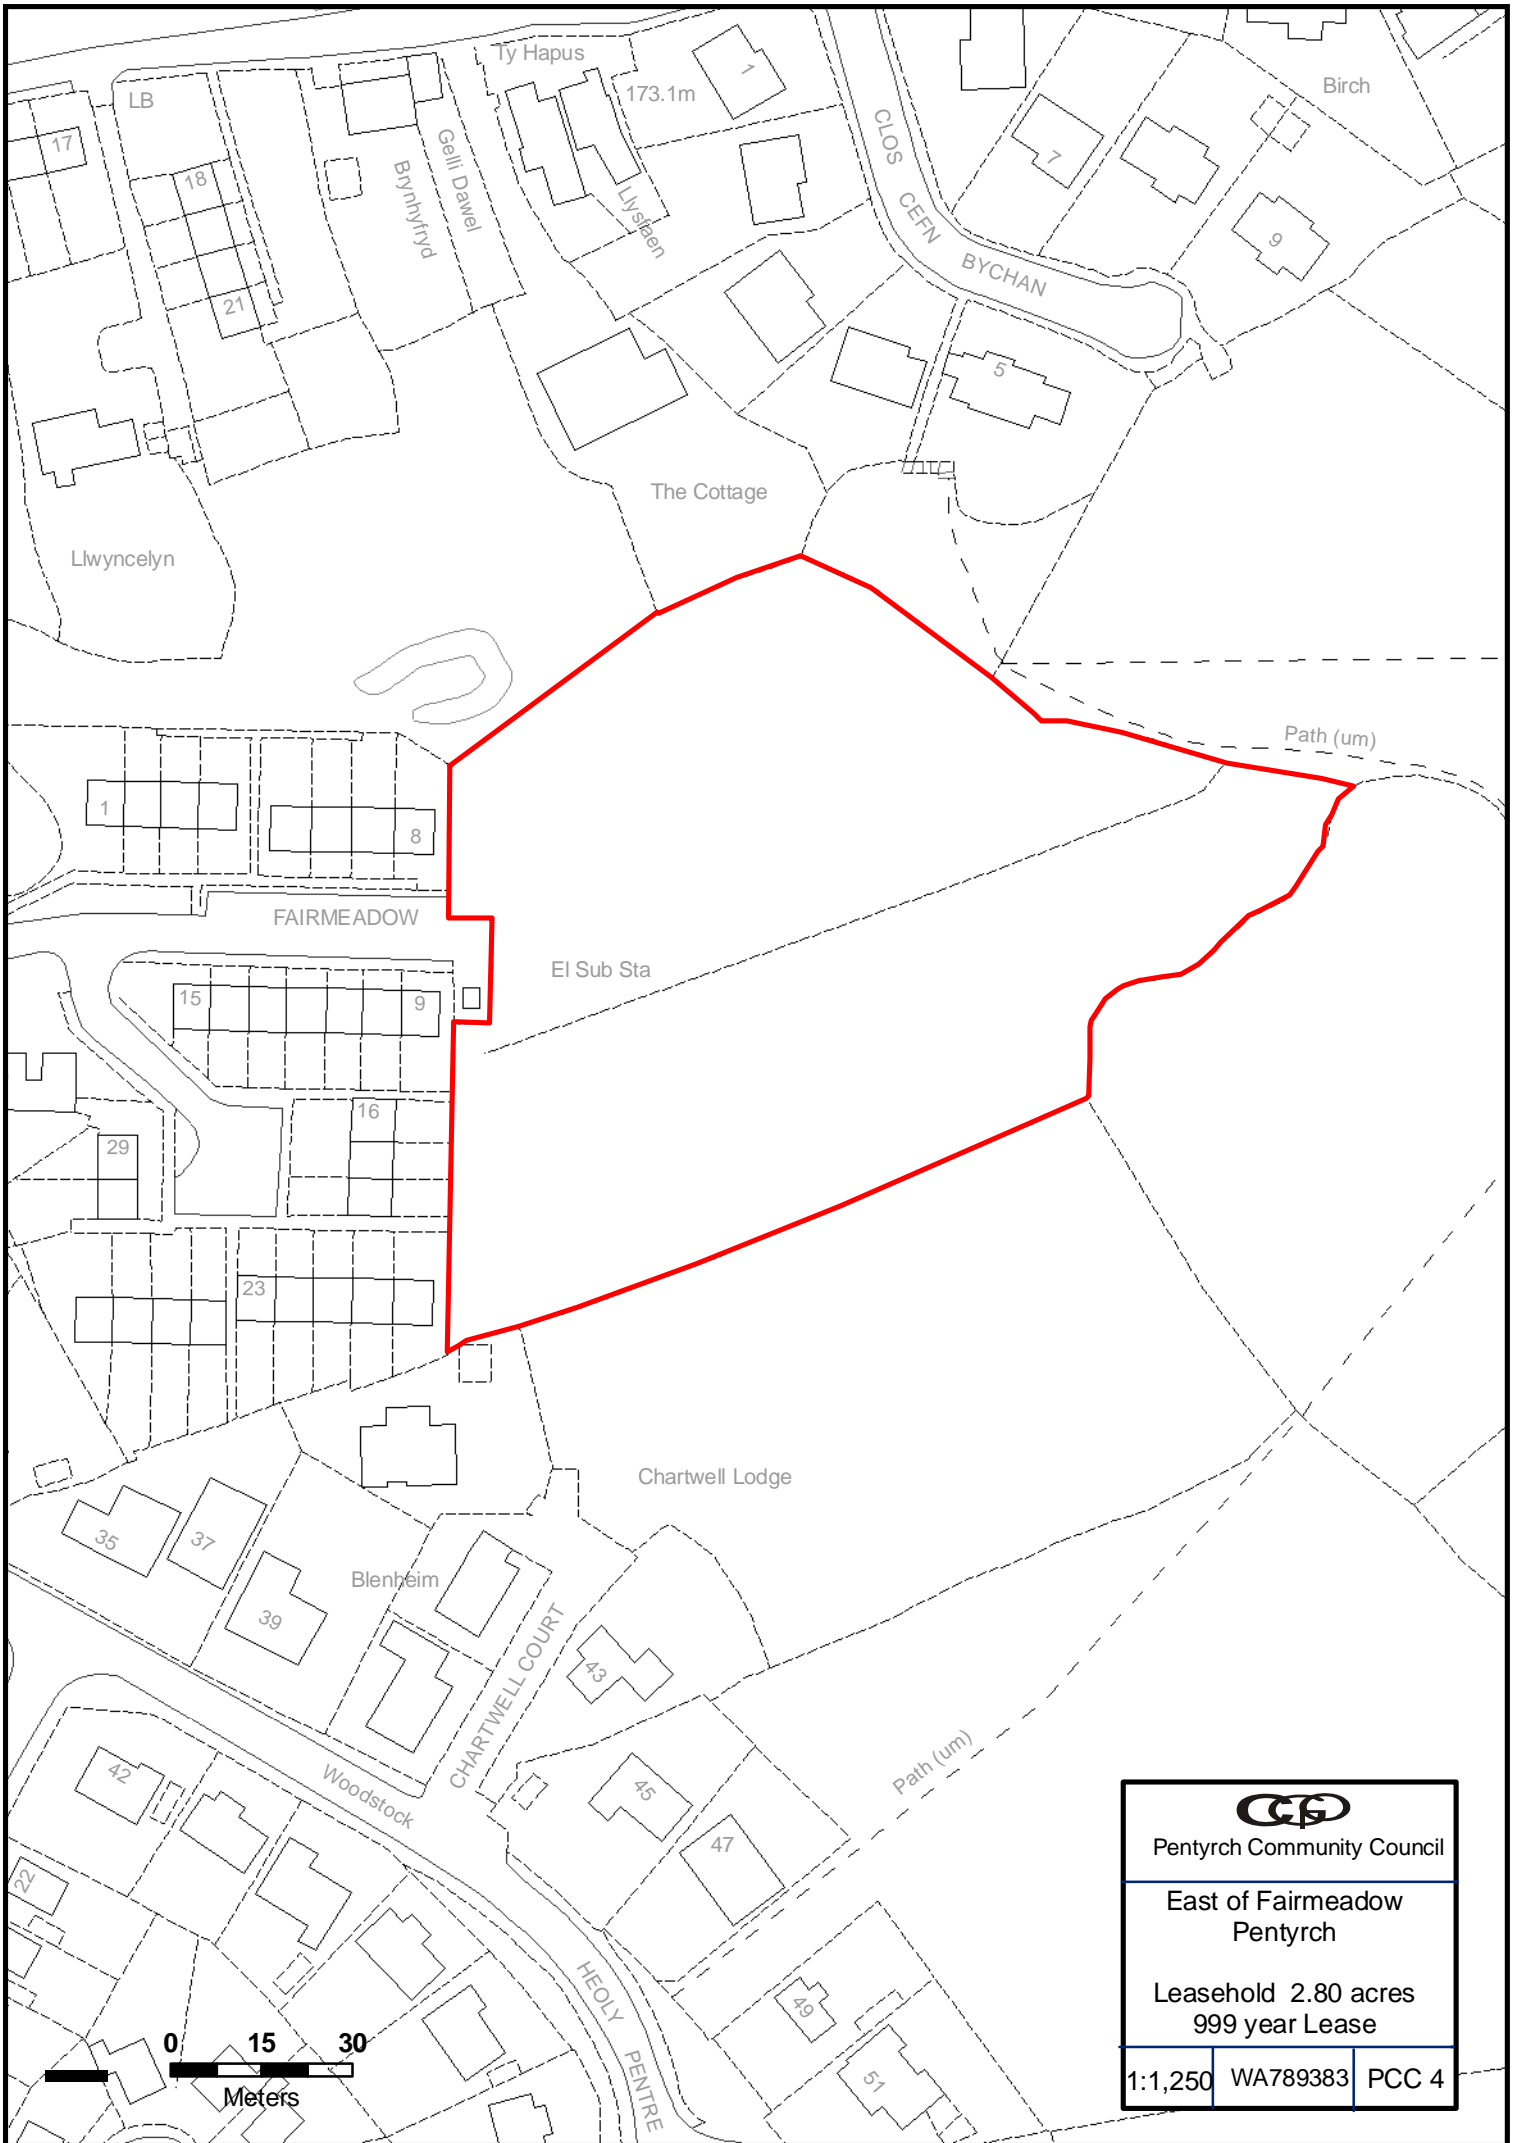 Ty Hapus
LB
173.1m
1
Birch
17
18
Gelli Dawel
Brynhyfryd
Llysfaen
CLOS CEFN BYCHAN
7
9
21
5
The Cottage
Llwyncelyn
Path (um)
1
8
FAIRMEADOW
El Sub Sta
15
9
16
29
23
Chartwell Lodge
35
37
39
Blenheim
CHARTWELL COURT
43
42
Woodstock
45
47
Path (um)
22
HEOLY PENTRE
49
51
0 15 30
Meters
CCPG
Pentyrch Community Council
East of Fairmeadow
Pentyrch
Leasehold 2.80 acres
999 year Lease
1:1,250 WA789383 PCC 4